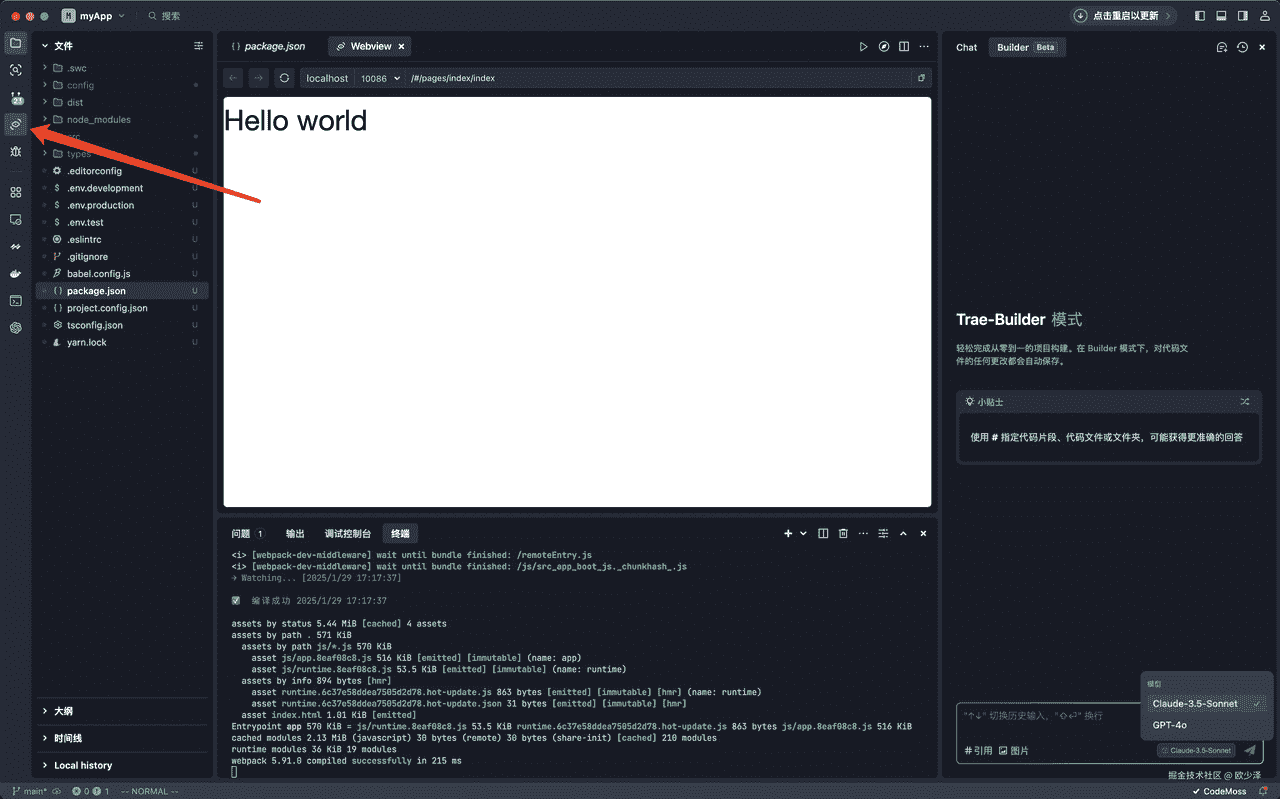 M myApp
搜索
点击重启以更新
文件
.swc
config
dist
node_modules
src
types
.editorconfig U
.env.development U
.env.production U
.env.test U
.eslintrc U
.gitignore U
babel.config.js U
{} package.json U
{} project.config.json U
tsconfig.json U
yarn.lock U
21
大纲
时间线
Local history
{} package.json
Webview
localhost 10086 /#/pages/index/index
Hello world
问题 1 输出 调试控制台 终端
<i> [webpack-dev-middleware] wait until bundle finished: /remoteEntry.js
<i> [webpack-dev-middleware] wait until bundle finished: /js/src_app_boot_js._chunkhash_.js
→ Watching... [2025/1/29 17:17:37]
编译成功 2025/1/29 17:17:37
assets by status 5.44 MiB [cached] 4 assets
assets by path . 571 KiB
assets by path js/*.js 570 KiB
asset js/app.8eaf08c8.js 516 KiB [emitted] [immutable] (name: app)
asset js/runtime.8eaf08c8.js 53.5 KiB [emitted] [immutable] (name: runtime)
assets by info 894 bytes [hmr]
asset runtime.6c37e58ddea7505d2d78.hot-update.js 863 bytes [emitted] [immutable] [hmr] (name: runtime)
asset runtime.6c37e58ddea7505d2d78.hot-update.json 31 bytes [emitted] [immutable] [hmr]
asset index.html 1.01 KiB [emitted]
Entrypoint app 570 KiB = js/runtime.8eaf08c8.js 53.5 KiB runtime.6c37e58ddea7505d2d78.hot-update.js 863 bytes js/app.8eaf08c8.js 516 KiB
cached modules 2.13 MiB (javascript) 30 bytes (remote) 30 bytes (share-init) [cached] 210 modules
runtime modules 36 KiB 19 modules
webpack 5.91.0 compiled successfully in 215 ms
Chat Builder Beta
Trae-Builder 模式
轻松完成从零到一的项目构建。在 Builder 模式下，对代码文
件的任何更改都会自动保存。
小贴士
使用 # 指定代码片段、代码文件或文件夹，可能获得更准确的回答
模型
Claude-3.5-Sonnet
GPT-4o
"↑↓" 切换历史输入、"⇧⏎" 换行
#引用 图片
Claude-3.5-Sonnet
掘金技术社区 @ 欧少泽
main* 0 1 -- NORMAL --
CodeMoss